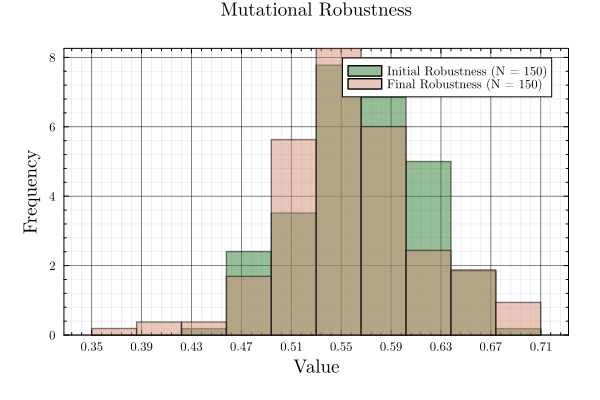 Mutational Robustness
Initial Robustness (N = 150)
Final Robustness (N = 150)
Frequency
8
6
4
2
0
0.35 0.39 0.43 0.47 0.51 0.55 0.59 0.63 0.67 0.71
Value